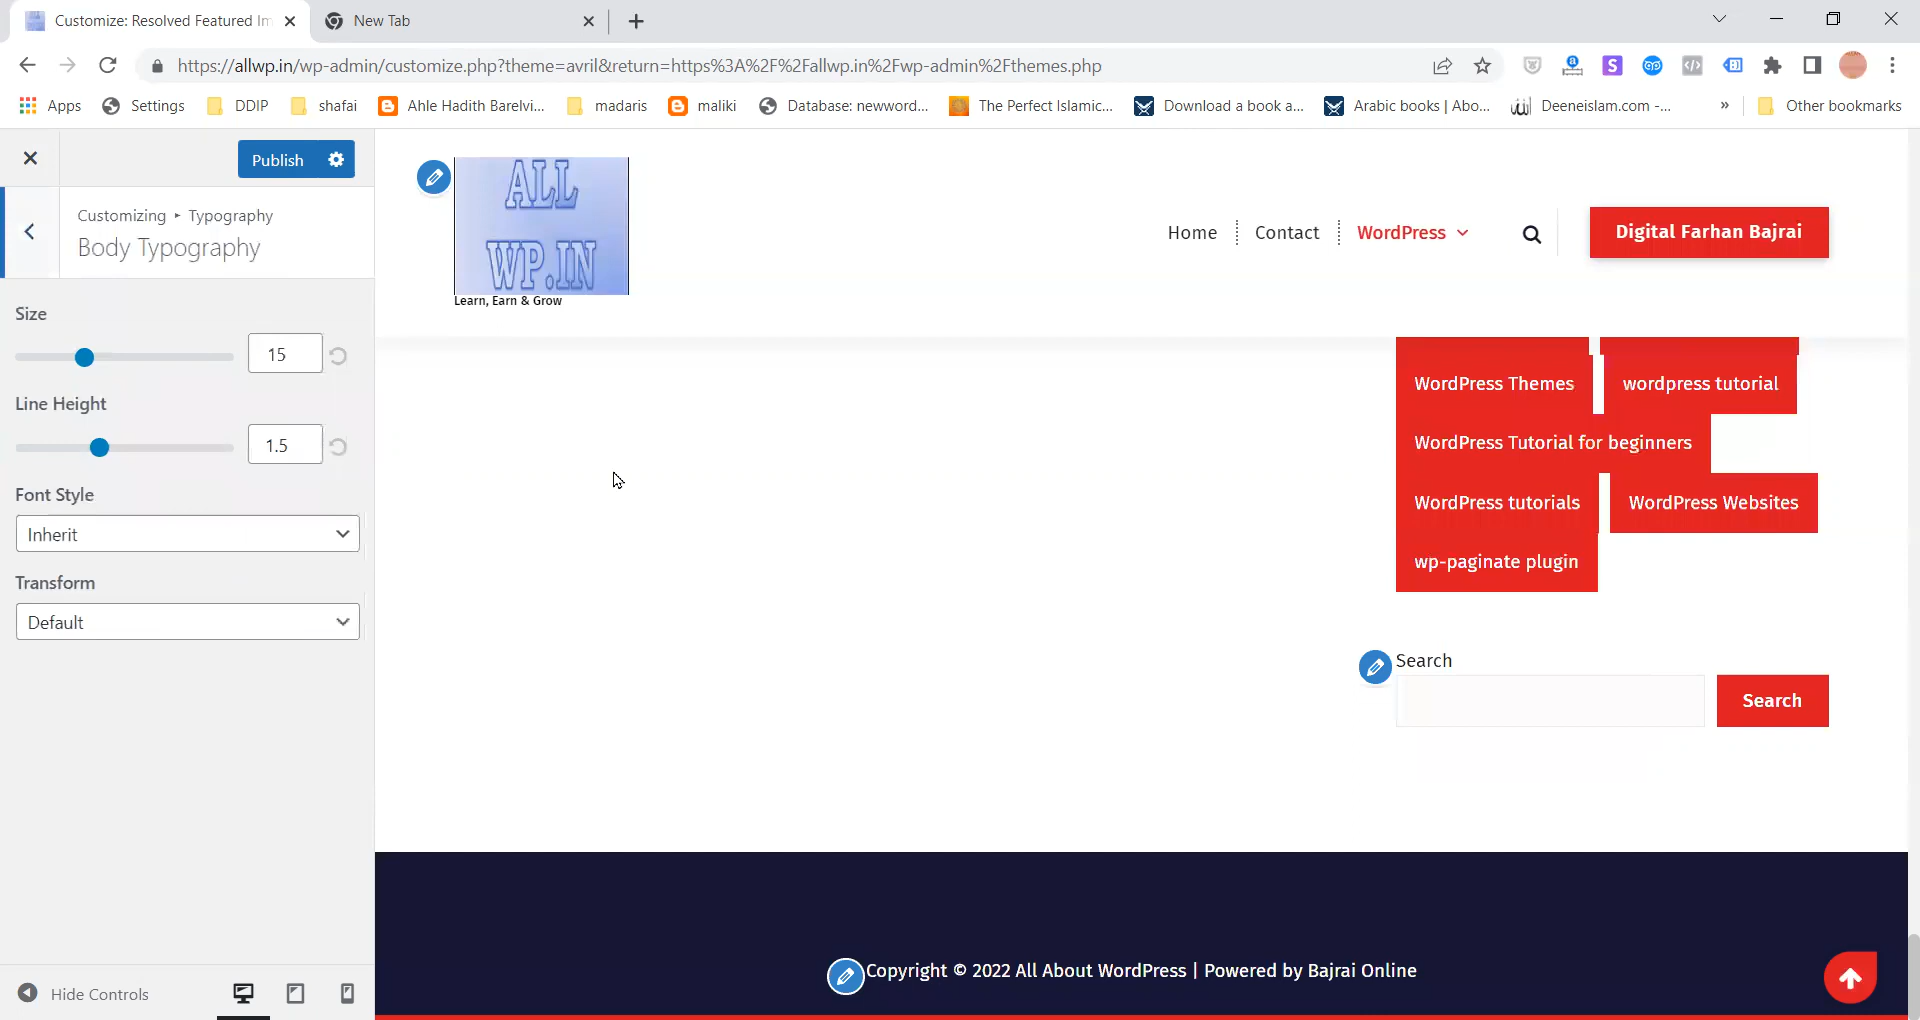 Customize: Resolved Featured Im
New Tab
https://allwp.in/wp-admin/customize.php?theme=avril&return=https%3A%2F%2Fallwp.in%2Fwp-admin%2Fthemes.php
Apps
Settings
DDIP
shafai
Ahle Hadith Barelvi...
madaris
maliki
Database: newword...
The Perfect Islamic...
Download a book a...
Arabic books | Abo...
Deeneislam.com -...
»
Other bookmarks
Publish
Customizing ▸ Typography
Body Typography
Size
15
Line Height
1.5
Font Style
Inherit
Transform
Default
Hide Controls
ALL
WP.IN
Learn, Earn & Grow
Home
Contact
WordPress
Digital Farhan Bajrai
WordPress Themes
wordpress tutorial
WordPress Tutorial for beginners
WordPress tutorials
WordPress Websites
wp-paginate plugin
Search
Search
Copyright © 2022 All About WordPress | Powered by Bajrai Online